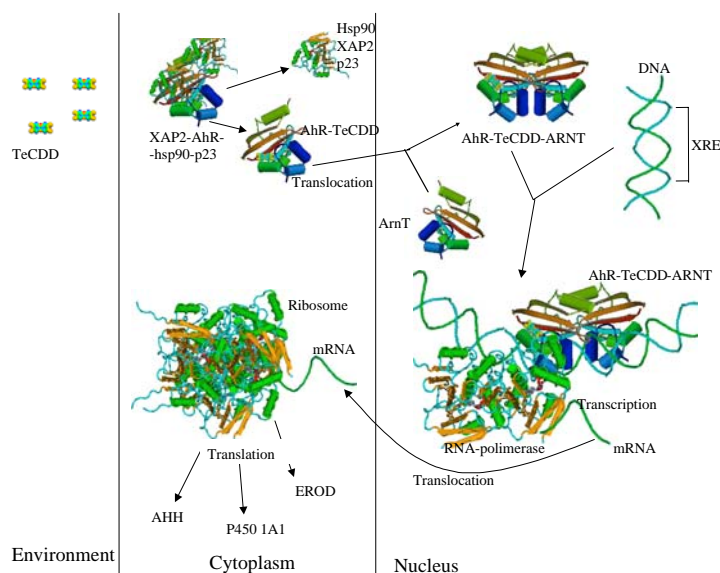 Hsp90
XAP2
p23
TeCDD
XAP2-AhR-
-hsp90-p23
AhR-TeCDD
Translocation
AhR-TeCDD-ARNT
DNA
XRE
ArnT
AhR-TeCDD-ARNT
Ribosome
mRNA
Transcription
RNA-polimerase
mRNA
Translocation
Translation
EROD
AHH
P450 1A1
Environment
Cytoplasm
Nucleus